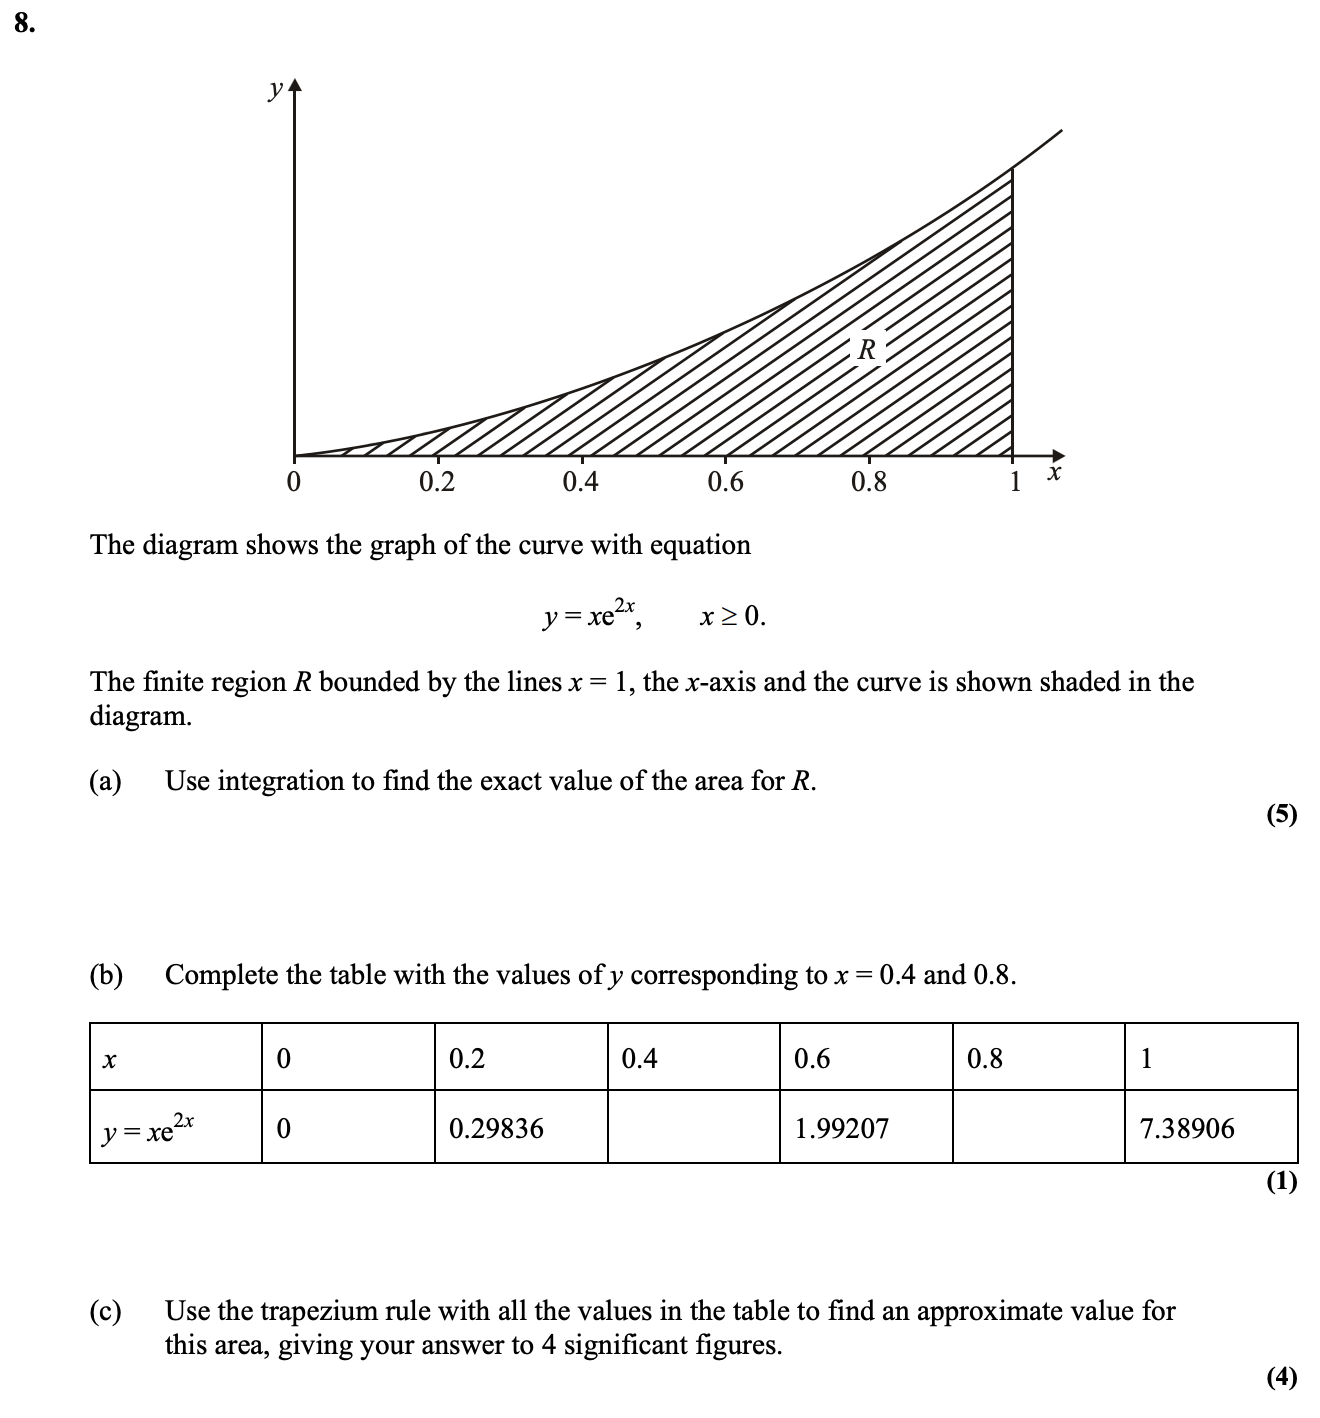 8.
y
R
0 0.2 0.4 0.6 0.8 1 x
The diagram shows the graph of the curve with equation
y = xe^{2x}, x ≥ 0.
The finite region R bounded by the lines x = 1, the x-axis and the curve is shown shaded in the
diagram.
(a) Use integration to find the exact value of the area for R.
(5)
(b) Complete the table with the values of y corresponding to x = 0.4 and 0.8.
x 0 0.2 0.4 0.6 0.8 1
y = xe^{2x} 0 0.29836 1.99207 7.38906
(1)
(c) Use the trapezium rule with all the values in the table to find an approximate value for
this area, giving your answer to 4 significant figures.
(4)